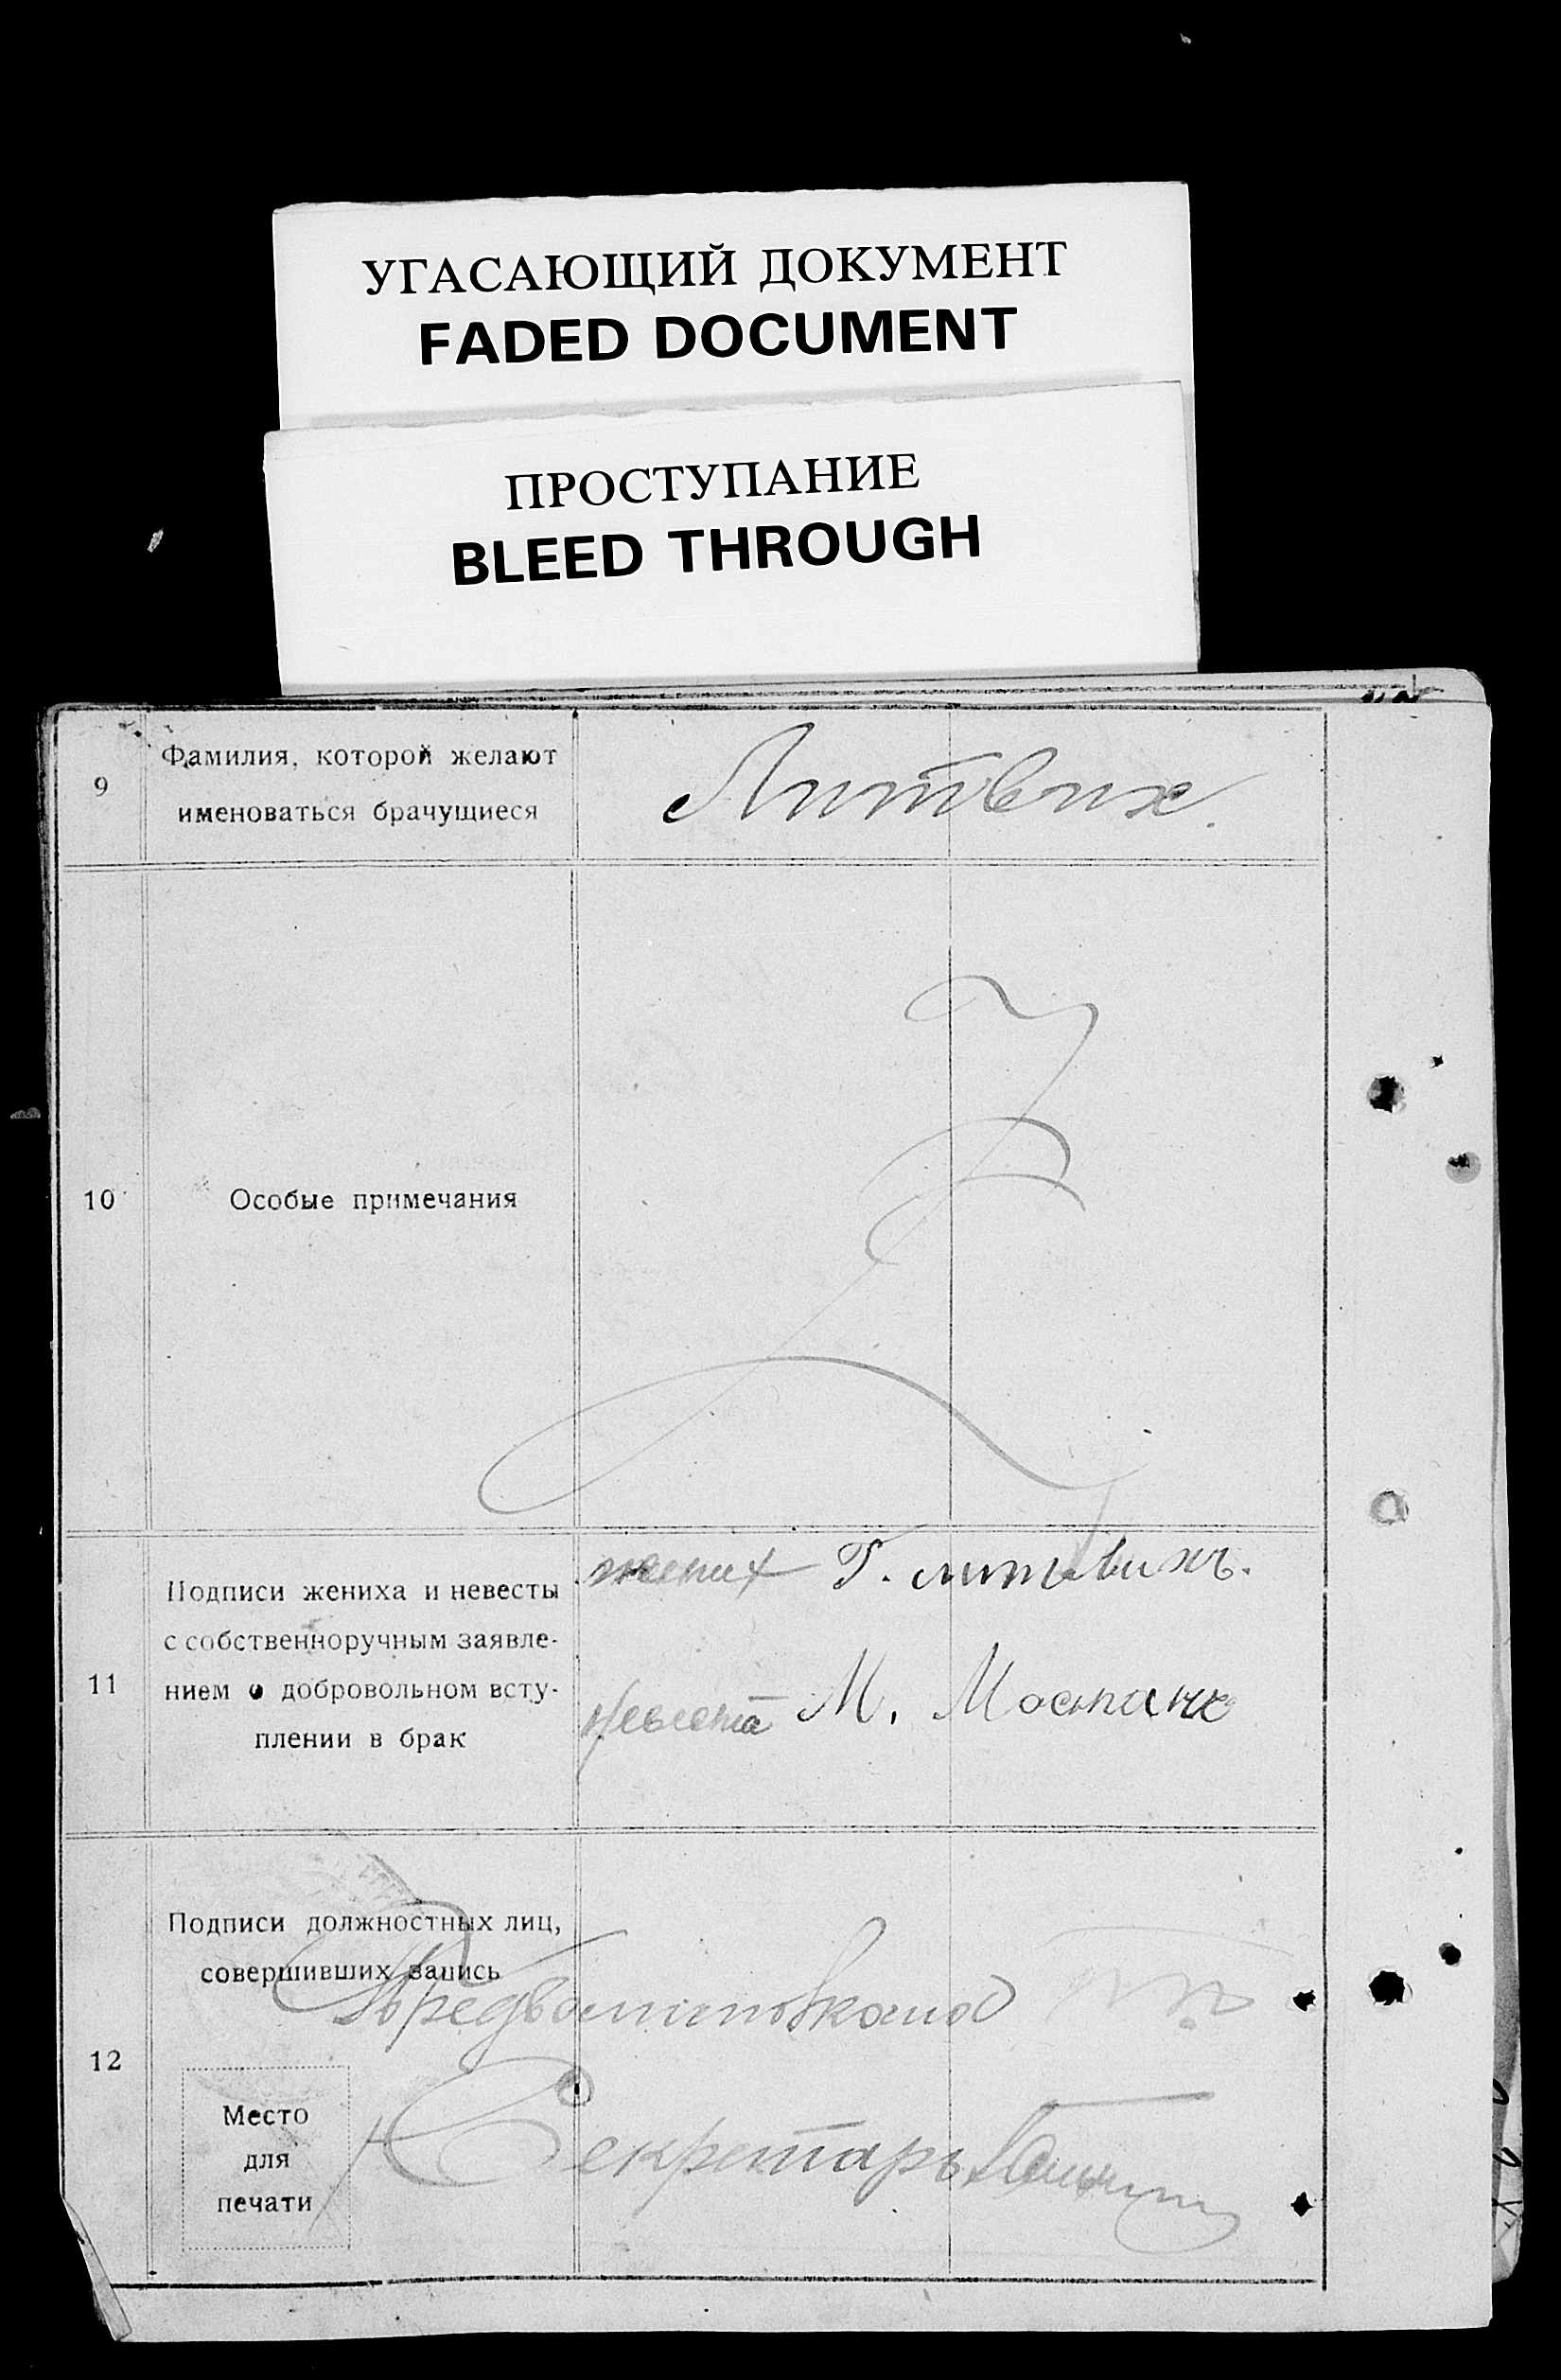 УГАСАЮЩИЙ ДОКУМЕНТ
FADED DOCUMENT
ПРОСТУПАНИЕ
BLEED THROUGH
9
Фамилия, которой желают
именоваться брачущиеся
Литвих.
10
Особые примечания
11
Подписи жениха и невесты
с собственноручным заявле-
нием о добровольном всту-
плении в брак
жених Г. литвихъ.
Невеста М,
12
Подписи должностных лиц,
совершивших запись
Место
для
печати
Секретарь